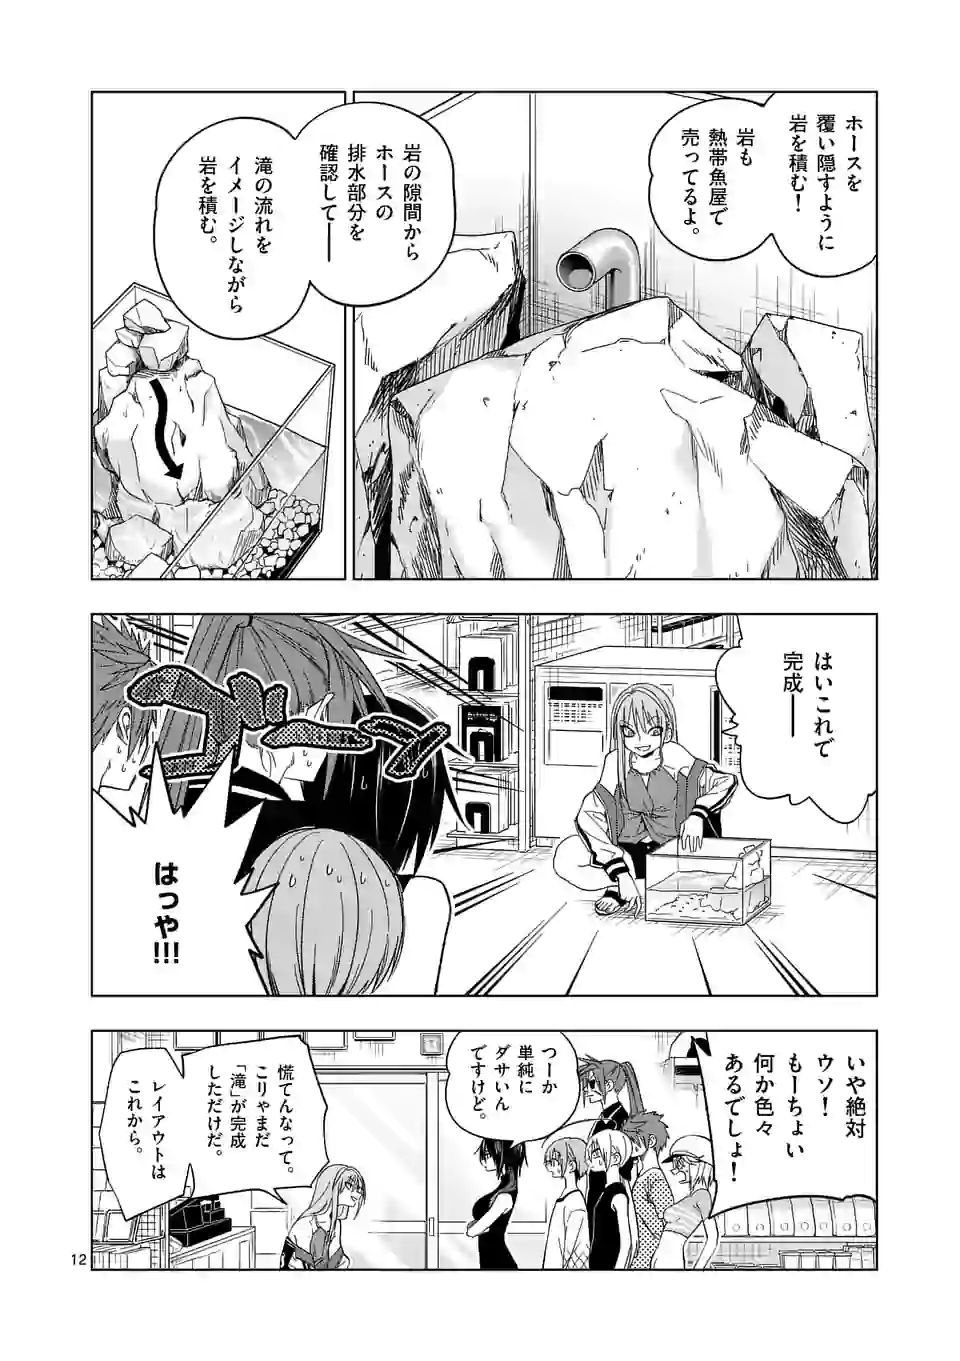 ホースを
覆い隠すように
岩を積む！
岩も
熱帯魚屋で
売ってるよ。
岩の隙間から
ホースの
排水部分を
確認して──
滝の流れを
イメージしながら
岩を積む。
はいこれで
完成──
ゴゴーン
はっや!!!
いや絶対
ウソ！
もーちょい
何か色々
あるでしょ！
つーか
単純に
ダサいん
ですけど。
慌てんなって。
こりゃまだ
「滝」が完成
しただけだ。
レイアウトは
これから。
12